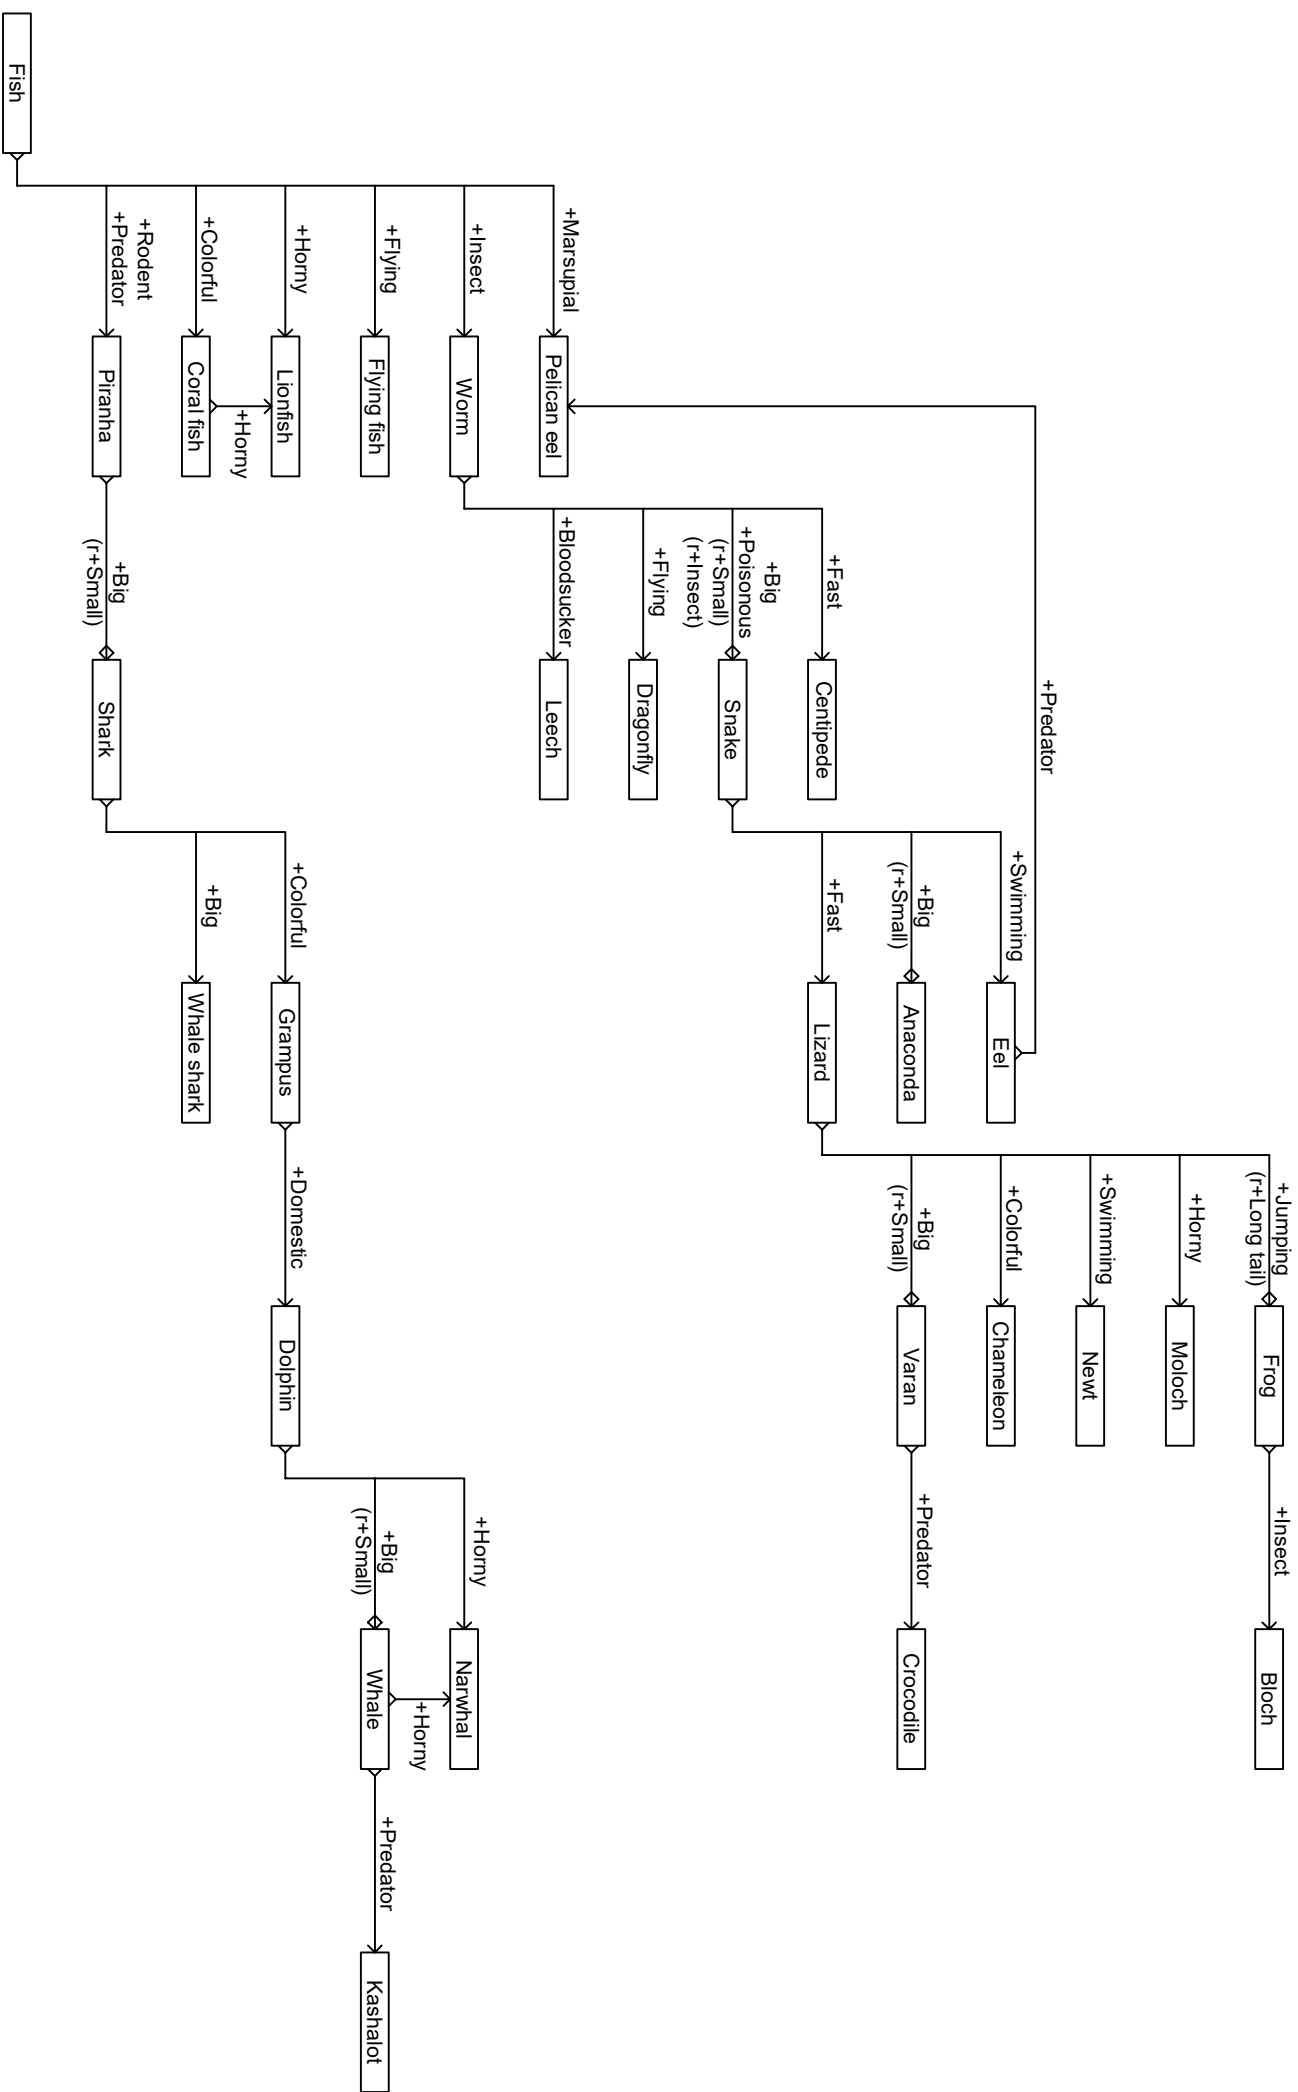 +Jumping
(r+Long tail)
+Insect
Frog
Bloch
+Horny
Moloch
+Swimming
Newt
+Predator
+Swimming
+Colorful
Eel
Chameleon
+Big
(r+Small)
+Big
(r+Small)
+Predator
Anaconda
Varan
Crocodile
+Fast
+Fast
Centipede
Lizard
+Big
+Poisonous
(r+Small)
(r+Insect)
Snake
+Flying
Dragonfly
+Marsupial
+Bloodsucker
Pelican eel
Leech
+Insect
+Horny
Worm
Narwhal
+Horny
+Flying
+Big
(r+Small)
+Predator
Flying fish
Whale
Kashalot
+Horny
+Colorful
+Domestic
Lionfish
Grampus
Dolphin
+Horny
+Colorful
+Big
Coral fish
Whale shark
+Rodent
+Predator
+Big
(r+Small)
Piranha
Shark
Fish